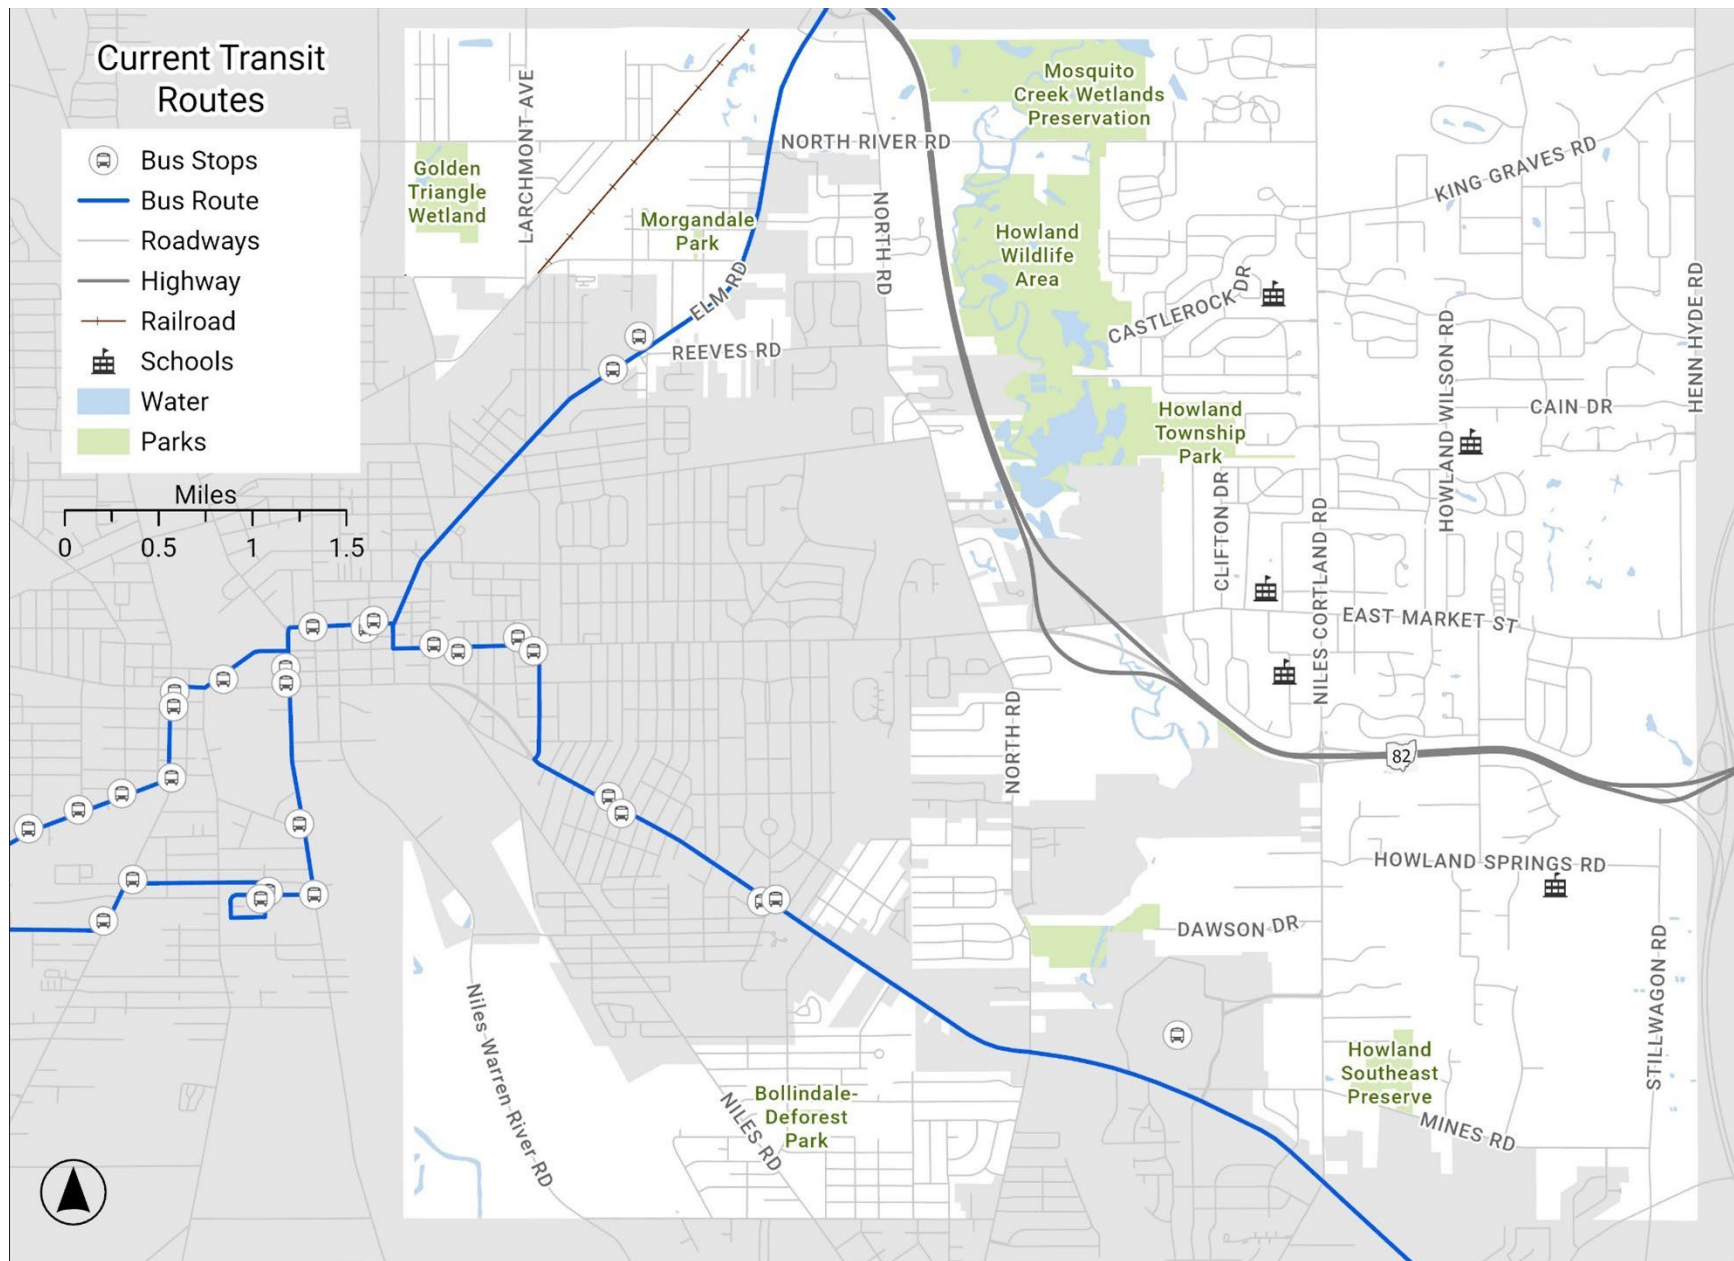 Current Transit
Routes
Bus Stops
Bus Route
Roadways
Highway
Railroad
Schools
Water
Parks
Miles
0 0.5 1 1.5
LARCHMONT AVE
Golden
Triangle
Wetland
Morgandale
Park
ELM RD
REEVES RD
NORTH RIVER RD
NORTH RD
Mosquito
Creek Wetlands
Preservation
Howland
Wildlife
Area
CASTLEROCK DR
KING GRAVES RD
HENN HYDE RD
HOWLAND WILSON RD
CAIN DR
Howland
Township
Park
CLIFTON DR
NILES CORTLAND RD
EAST MARKET ST
NORTH RD
82
HOWLAND SPRINGS RD
DAWSON DR
STILLWAGON RD
Howland
Southeast
Preserve
MINES RD
Niles-Warren River RD
NILES RD
Bollindale-
Deforest
Park